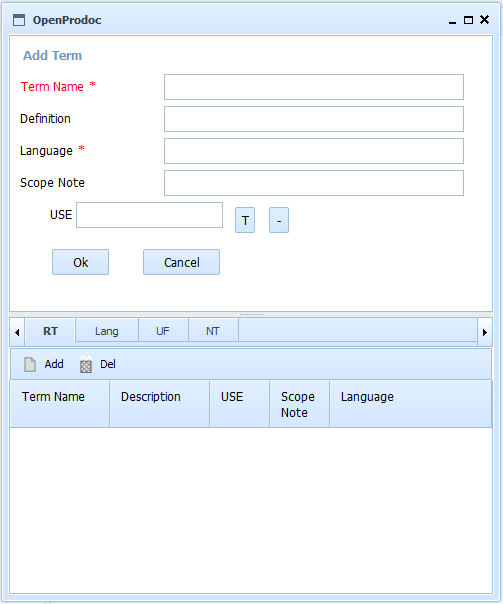 OpenProdoc
Add Term
Term Name *
Definition
Language *
Scope Note
USE T -
Ok Cancel
RT Lang UF NT
Add Del
Term Name Description USE Scope Note Language